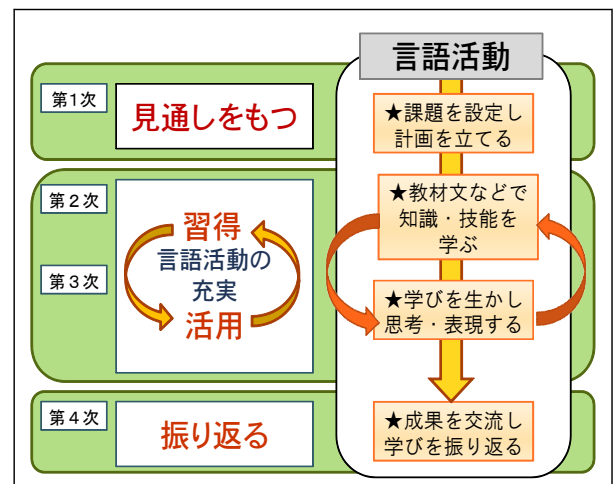 言語活動
第1次
見通しをもつ
★課題を設定し
計画を立てる
第2次
第3次
習得
言語活動の
充実
活用
★教材文などで
知識・技能を
学ぶ
★学びを生かし
思考・表現する
第4次
振り返る
★成果を交流し
学びを振り返る